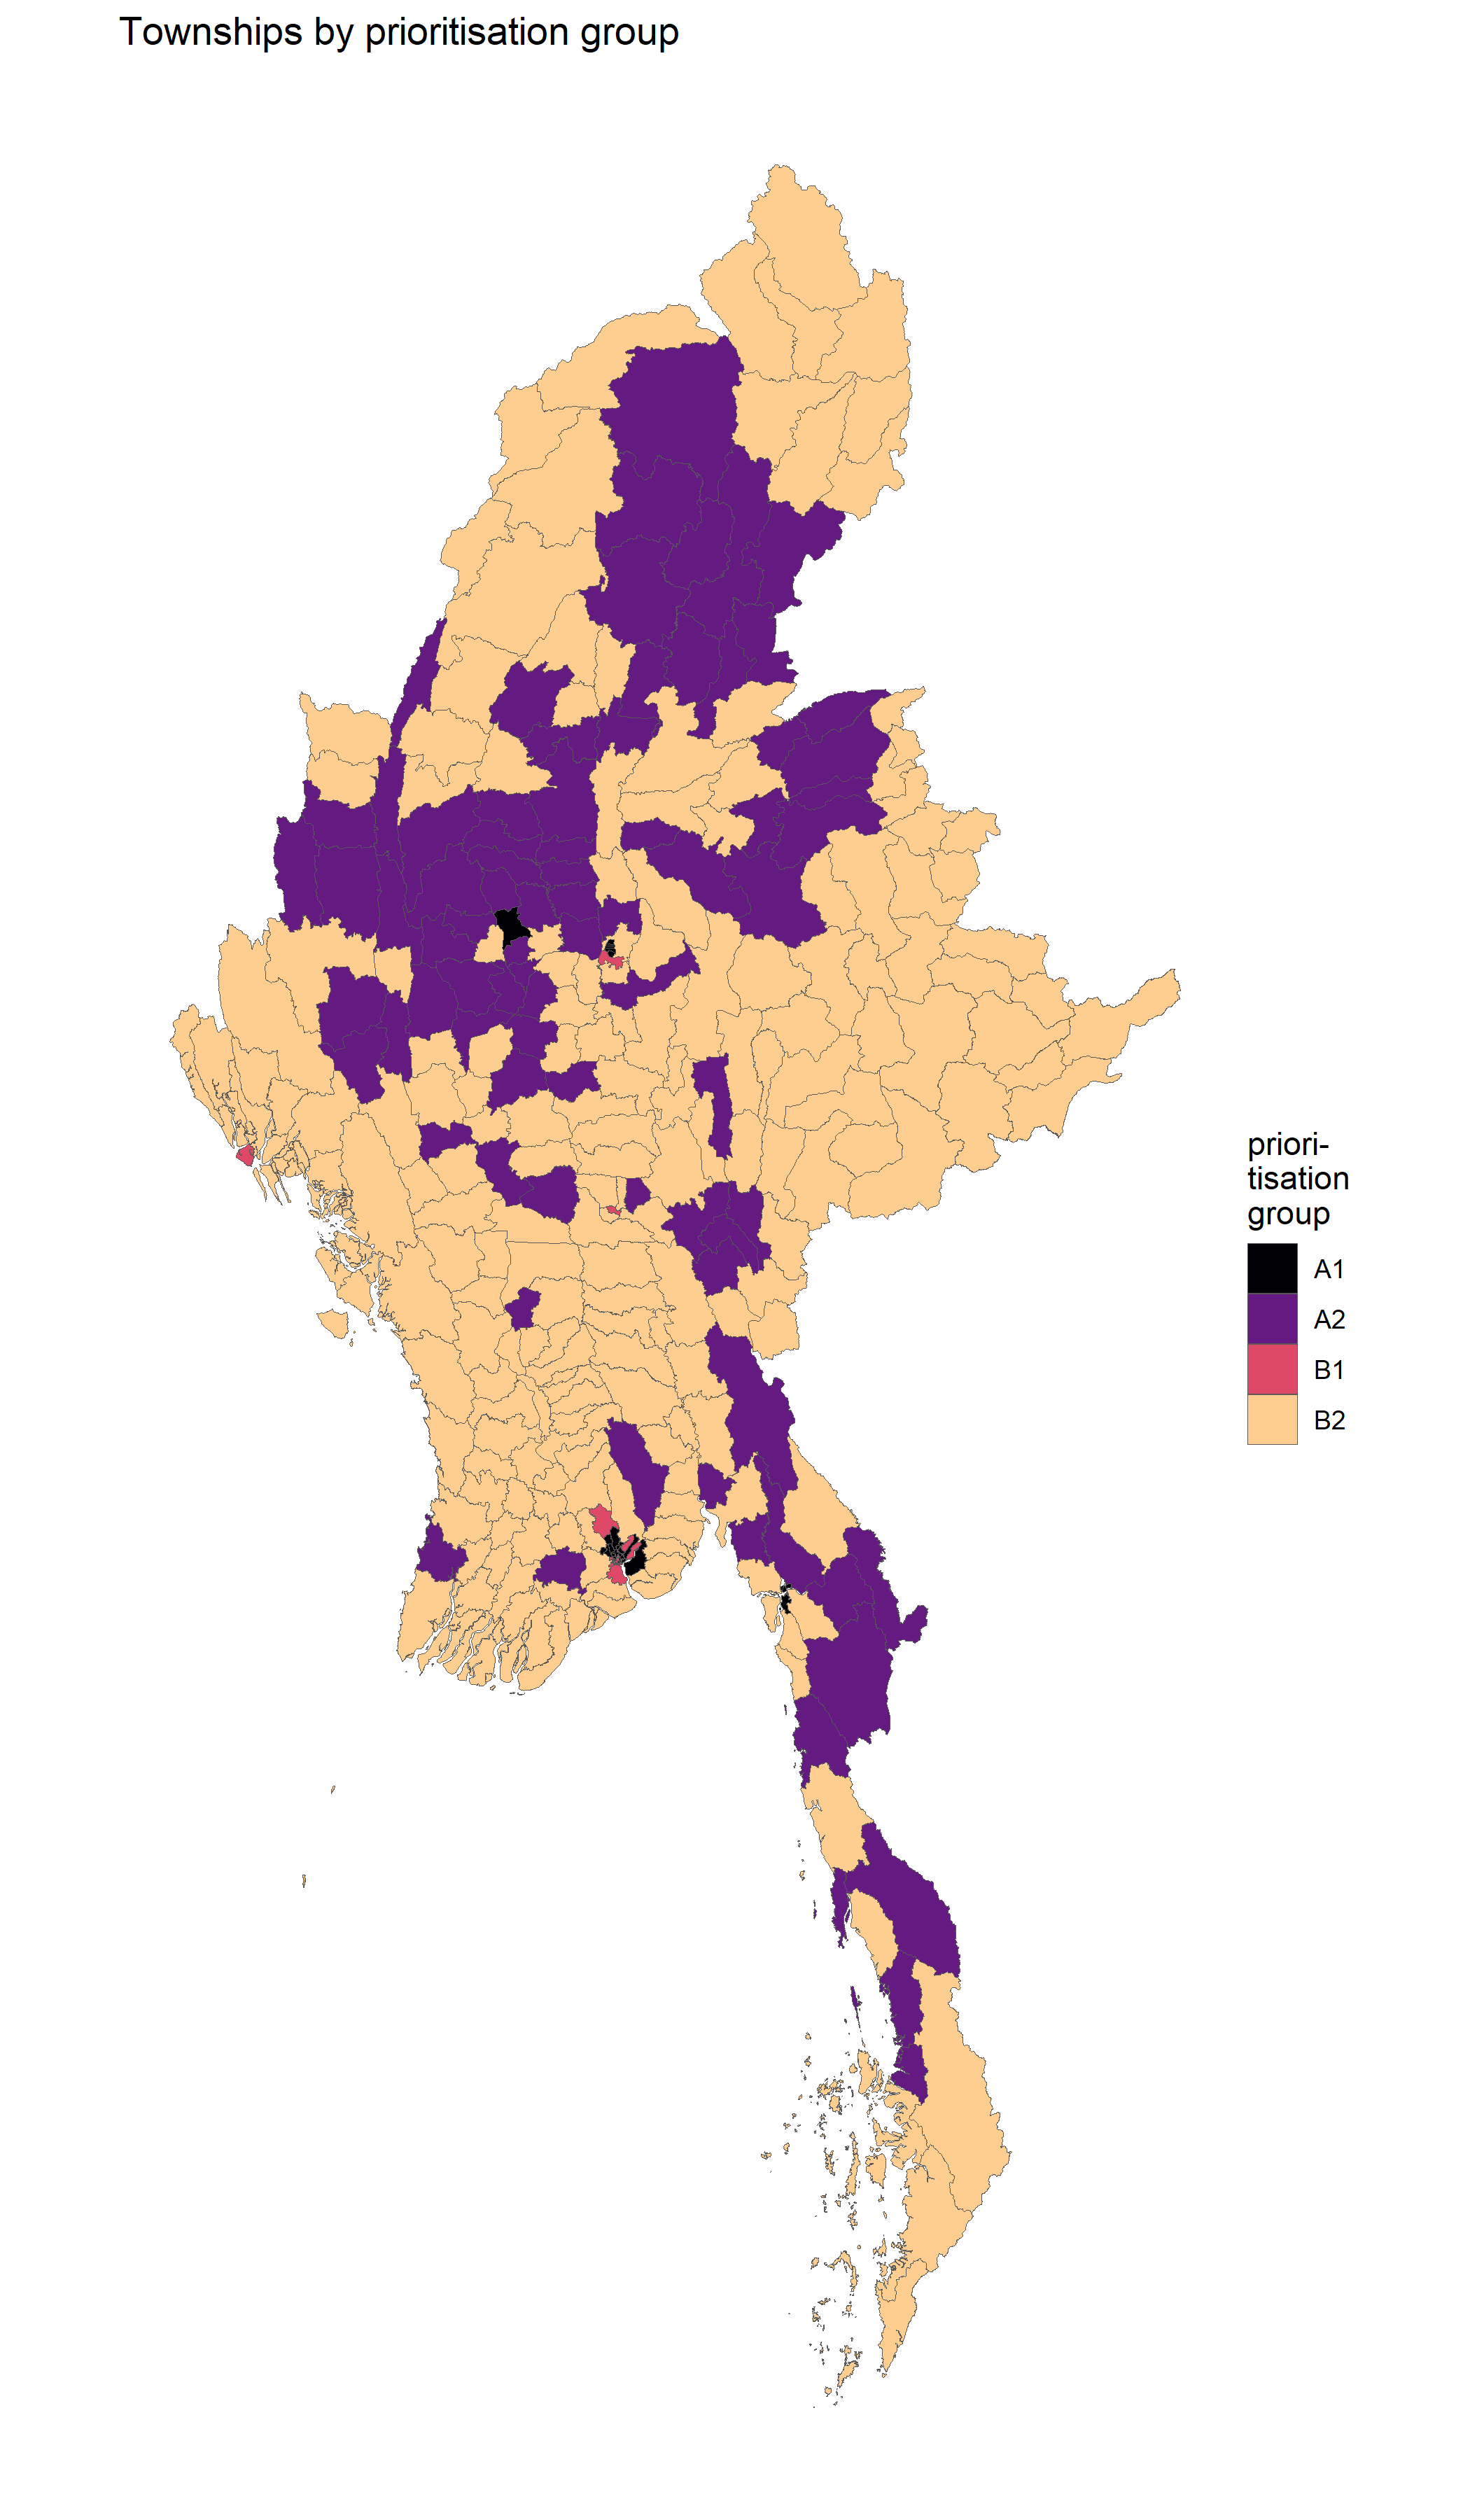 Townships by prioritisation group
priori-
tisation
group
A1
A2
B1
B2